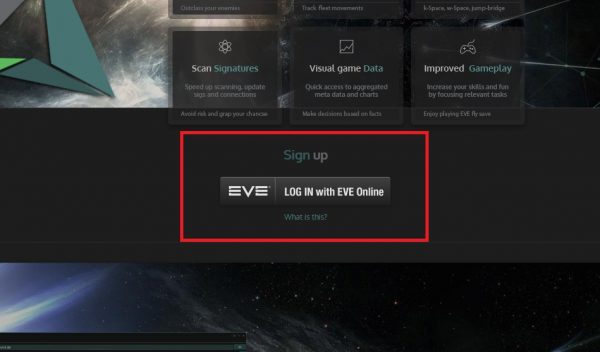 Outclass your enemies
Track fleet movements
k-Space, w-Space, jump-bridge
Scan Signatures
Visual game Data
Improved Gameplay
Speed up scanning, update
sigs and connections
Quick access to aggregated
meta data and charts
Increase your skills and fun
by focusing relevant tasks
Avoid risk and grap your chancae
Make decisions based on facts
Enjoy playing EVE fly save
Sign up
EVE
LOG IN with EVE Online
What is this?